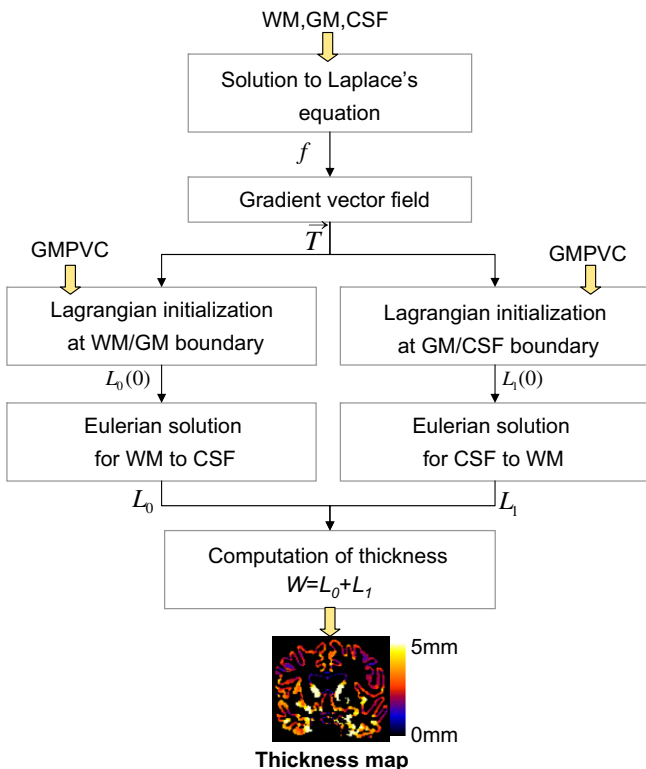 WM,GM,CSF
Solution to Laplace's
equation
f
Gradient vector field
T⃗
GMPVC
GMPVC
Lagrangian initialization
at WM/GM boundary
Lagrangian initialization
at GM/CSF boundary
L₀(0)
L₁(0)
Eulerian solution
for WM to CSF
Eulerian solution
for CSF to WM
L₀
L₁
Computation of thickness
W=L₀+L₁
5mm
0mm
Thickness map